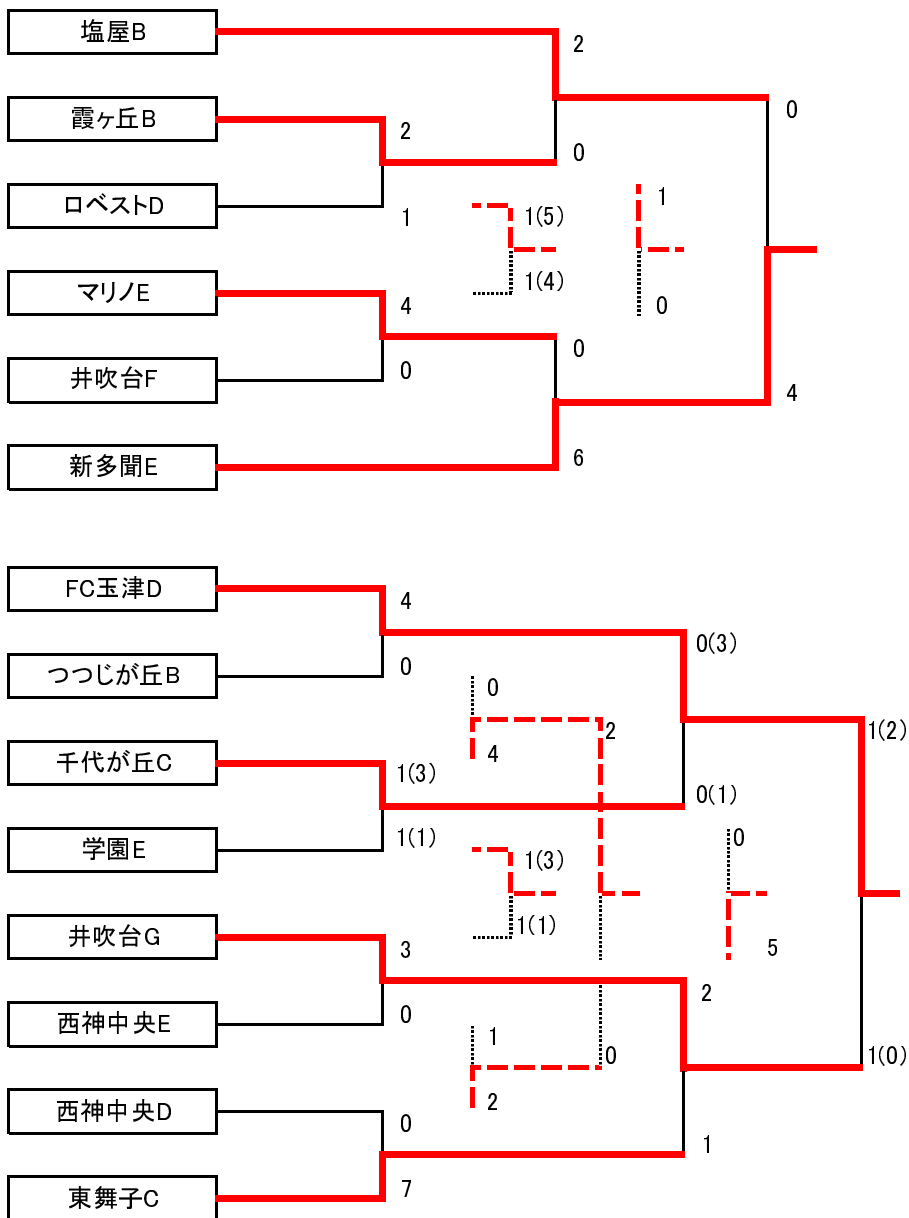 塩屋B
2
0
霞ヶ丘B
2
0
ロベストD
1
1(5)
1
1(4)
0
マリノE
4
0
井吹台F
0
4
新多聞E
6
FC玉津D
4
0(3)
つつじが丘B
0
0
2
1(2)
4
千代が丘C
1(3)
0(1)
学園E
1(1)
0
1(3)
1(1)
5
井吹台G
3
2
西神中央E
0
1
0
1(0)
2
西神中央D
0
1
東舞子C
7